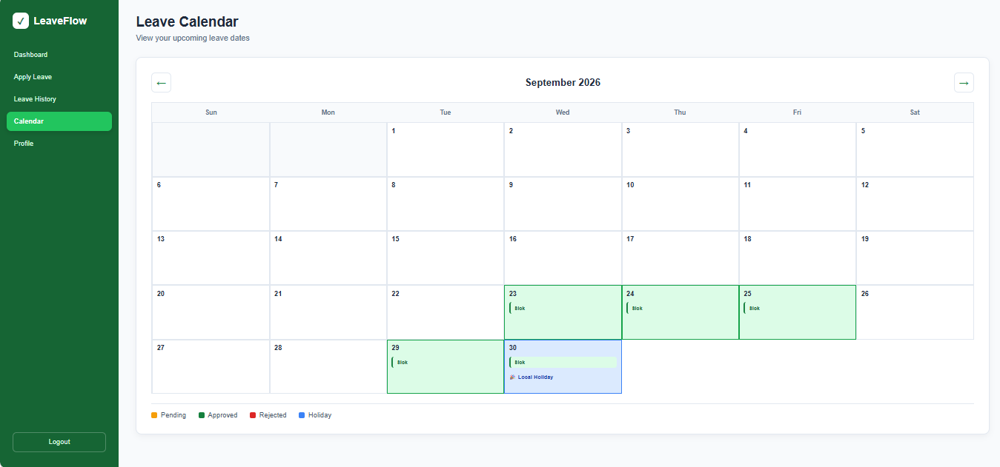 ✓ LeaveFlow
Dashboard
Apply Leave
Leave History
Calendar
Profile
Logout
Leave Calendar
View your upcoming leave dates
← September 2026 →
Sun Mon Tue Wed Thu Fri Sat
1 2 3 4 5
6 7 8 9 10 11 12
13 14 15 16 17 18 19
20 21 22 23 24 25 26
Sick Sick Sick
27 28 29 30
Sick Sick
🎉 Local Holiday
Pending Approved Rejected Holiday